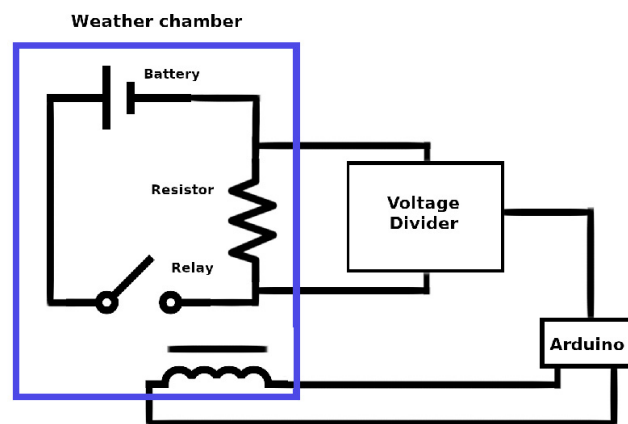 Weather chamber
Battery
Resistor
Voltage
Divider
Relay
Arduino